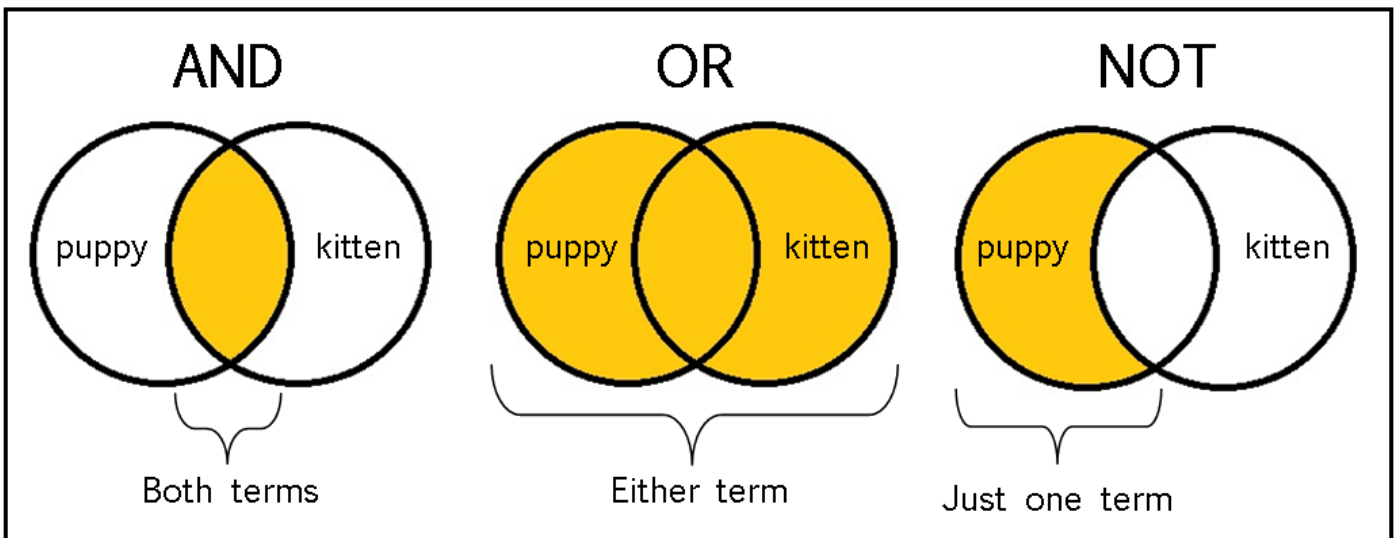 AND
puppy kitten
Both terms
OR
puppy kitten
Either term
NOT
puppy kitten
Just one term